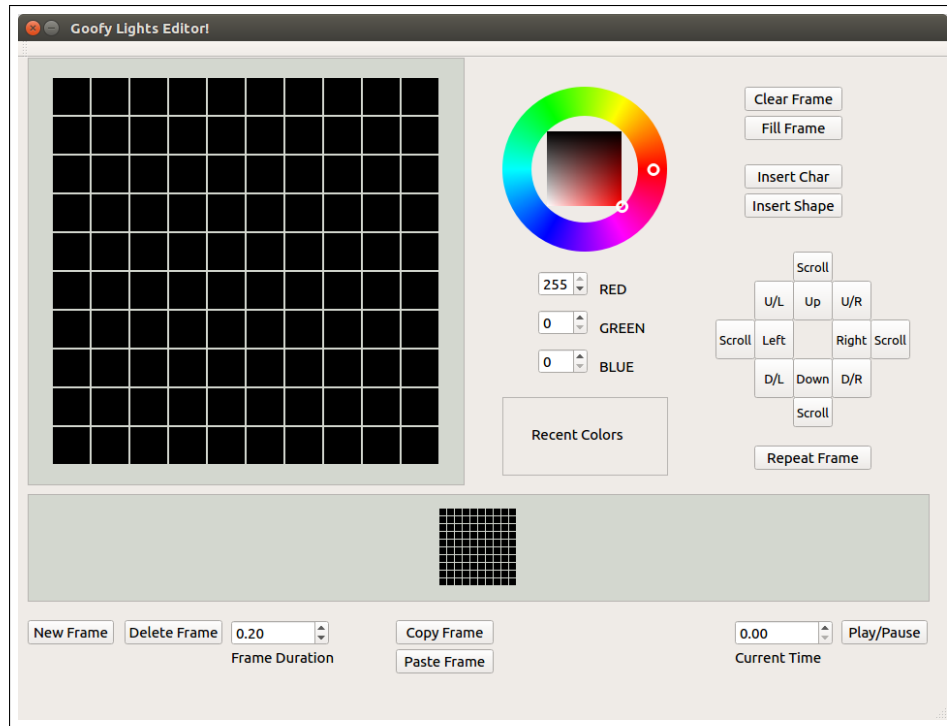 Goofy Lights Editor!
Clear Frame
Fill Frame
Insert Char
Insert Shape
255 RED
0 GREEN
0 BLUE
Scroll
U/L Up U/R
Scroll Left Right Scroll
D/L Down D/R
Scroll
Recent Colors
Repeat Frame
New Frame Delete Frame 0.20 Copy Frame 0.00 Play/Pause
Frame Duration Paste Frame Current Time